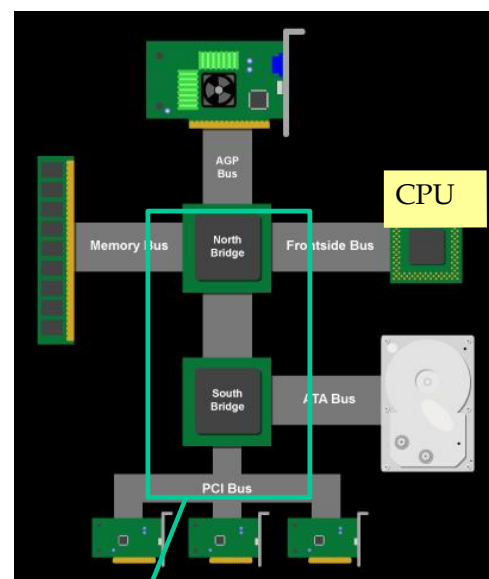 AGP
Bus
CPU
Memory Bus
North
Bridge
Frontside Bus
South
Bridge
ATA Bus
PCI Bus